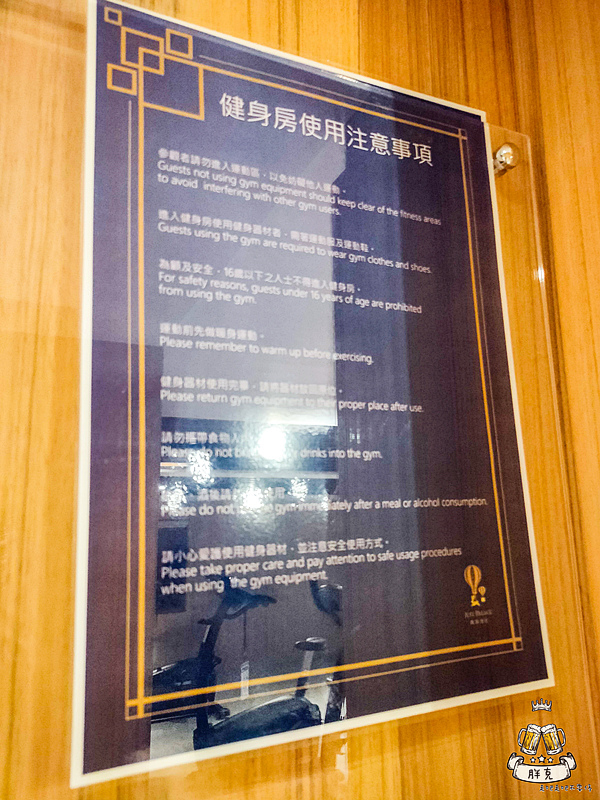 健身房使用注意事項
參觀者請勿進入運動區，以免妨礙他人運動。
Guests not using gym equipment should keep clear of the fitness areas
to avoid interfering with other gym users.
進入健身房使用健身器材者，需著運動服及運動鞋。
Guests using the gym are required to wear gym clothes and shoes.
為顧及安全，16歲以下之人士不得進入健身房。
For safety reasons, guests under 16 years of age are prohibited
from using the gym.
運動前先做暖身運動。
Please remember to warm up before exercising.
健身器材使用完畢，請將器材放回原位。
Please return gym equipment to their proper place after use.
請勿攜帶食物入
Please do not drinks into the gym.
酒後請
Please do not gym immediately after a meal or alcohol consumption.
請小心愛護使用健身器材，並注意安全使用方式。
Please take proper care and pay attention to safe usage procedures
when using the gym equipment.
胖克